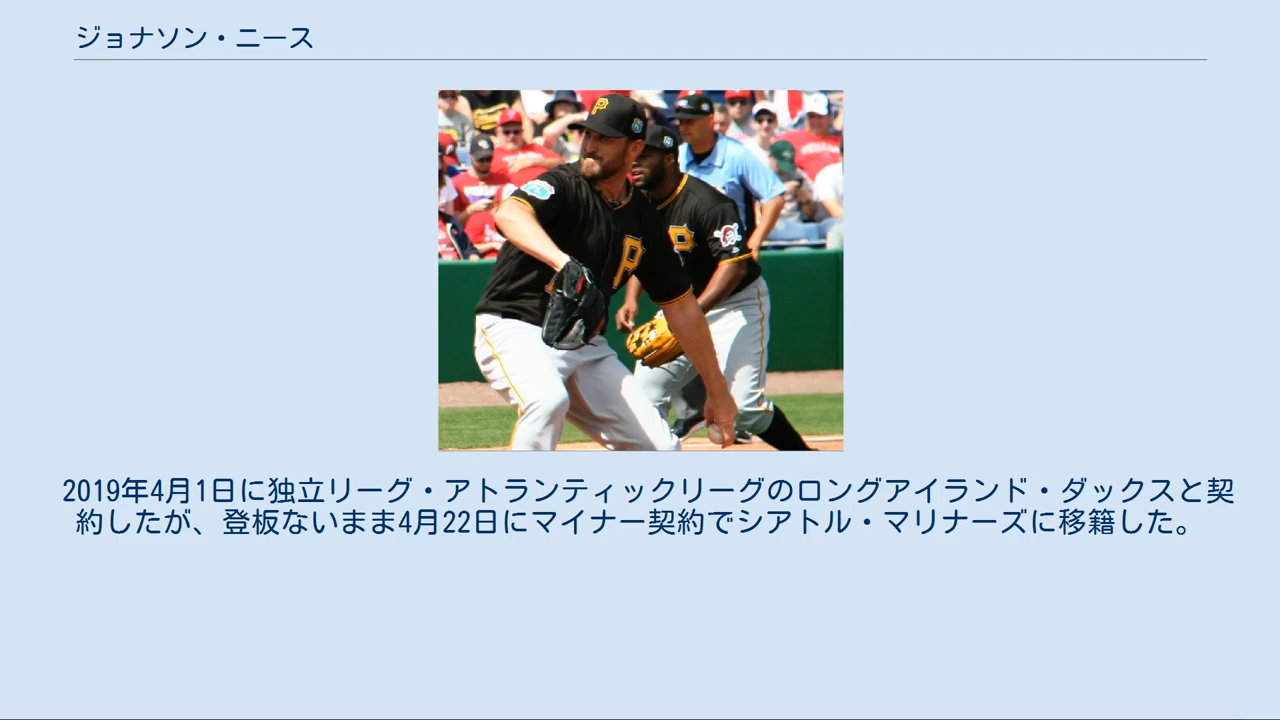 ジョナソン・ニース
P
P
P
2019年4月1日に独立リーグ・アトランティックリーグのロングアイランド・ダックスと契
約したが、登板ないまま4月22日にマイナー契約でシアトル・マリナーズに移籍した。